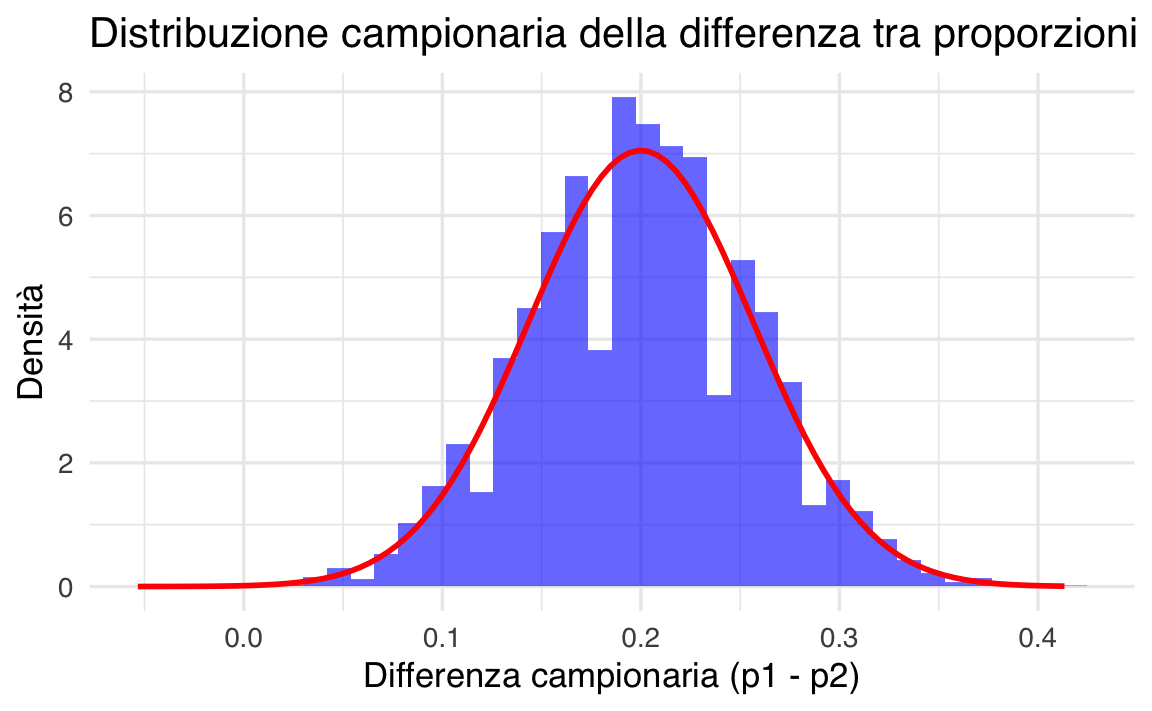 Distribuzione campionaria della differenza tra proporzioni
Densità
8
6
4
2
0
0.0 0.1 0.2 0.3 0.4
Differenza campionaria (p1 - p2)